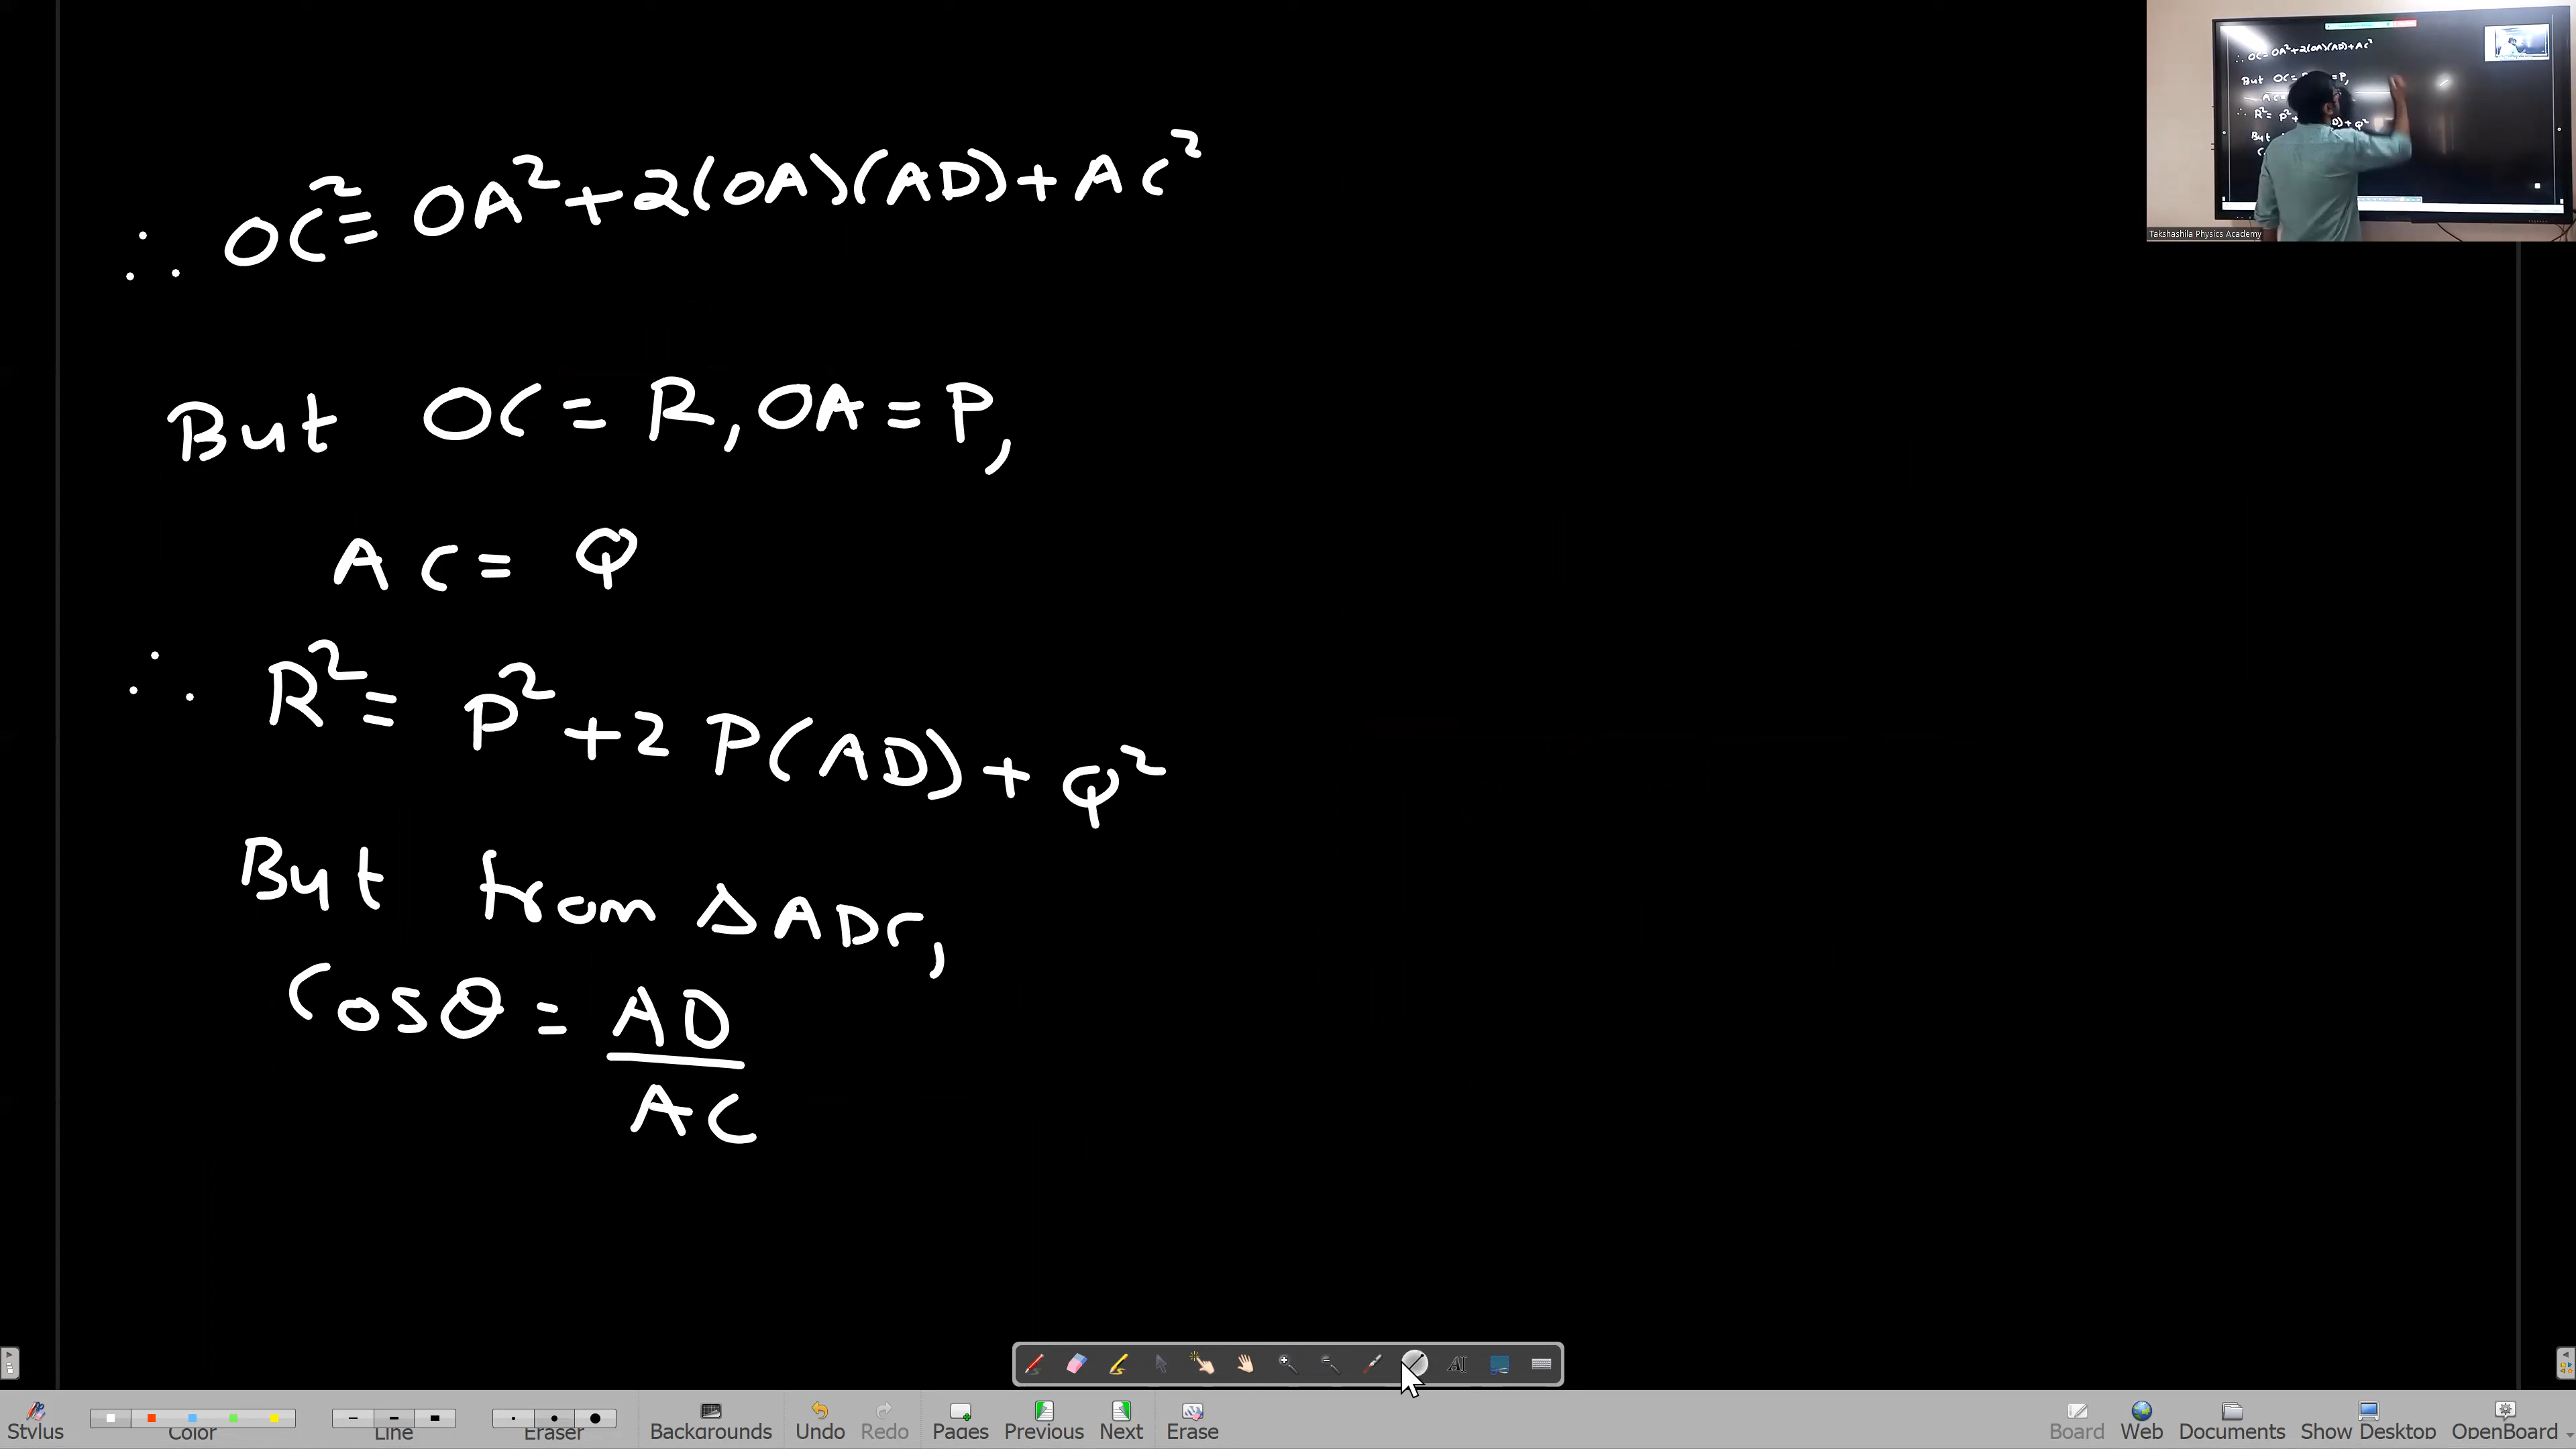 ∴ OC² = OA² + 2(OA)(AD) + AC²
But OC = R, OA = P,
AC = Q
∴ R² = P² + 2 P(AD) + Q²
But from ΔADC,
Cosθ = AD
AC
Takshashila Physics Academy
Stylus Color Line Eraser Backgrounds Undo Redo Pages Previous Next Erase Board Web Documents Show Desktop OpenBoard